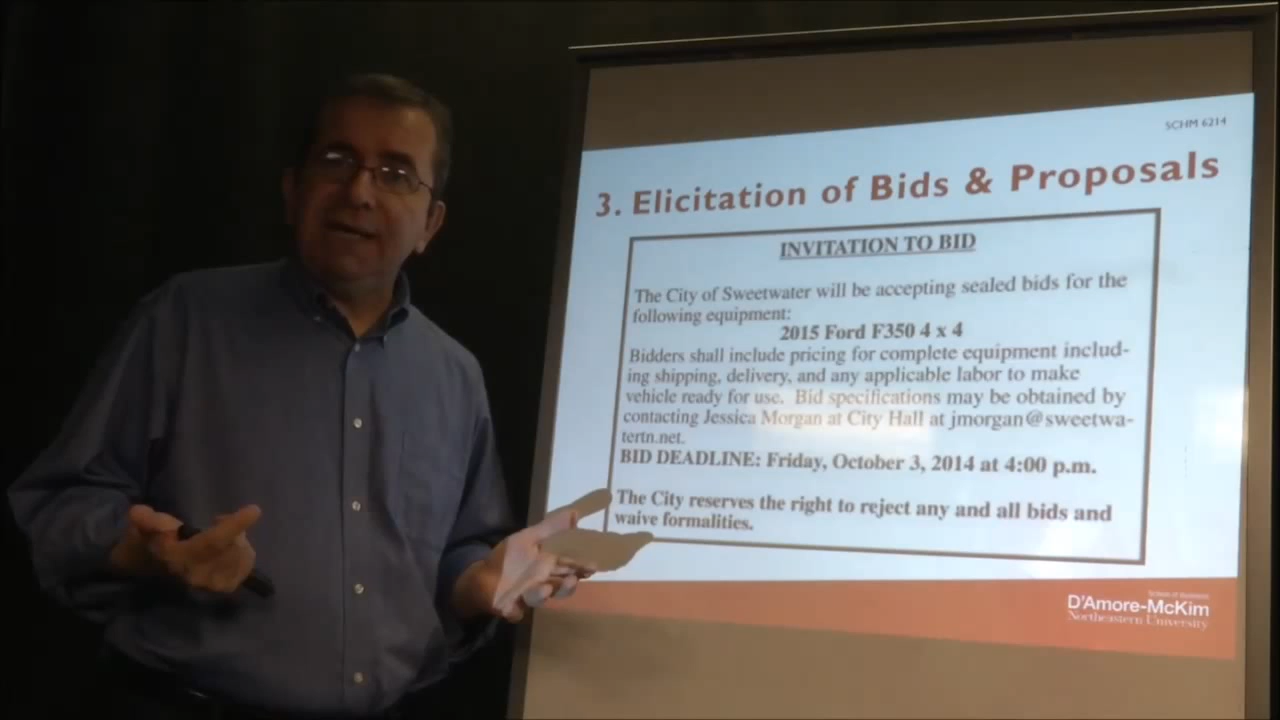 SCHM 6214
3. Elicitation of Bids & Proposals
INVITATION TO BID
The City of Sweetwater will be accepting sealed bids for the
following equipment:
2015 Ford F350 4 x 4
Bidders shall include pricing for complete equipment includ-
ing shipping, delivery, and any applicable labor to make
vehicle ready for use. Bid specifications may be obtained by
contacting Jessica Morgan at City Hall at jmorgan@sweetwa-
tertn.net.
BID DEADLINE: Friday, October 3, 2014 at 4:00 p.m.
The City reserves the right to reject any and all bids and
waive formalities.
School of Business
D'Amore-McKim
Northeastern University